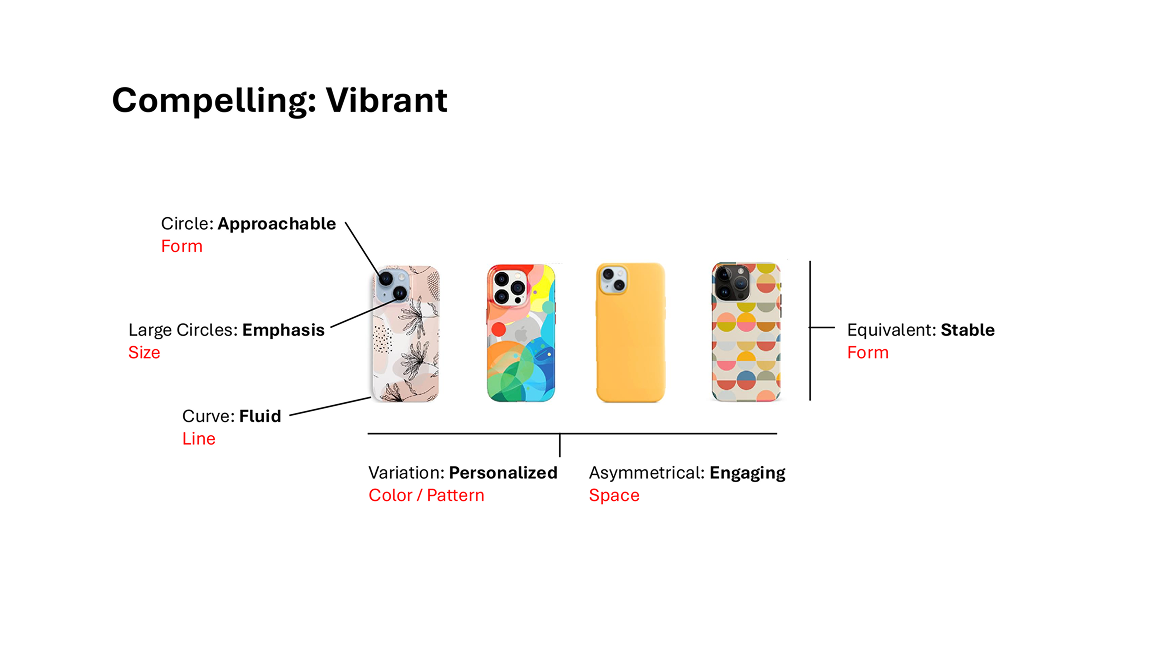 Compelling: Vibrant
Circle: Approachable
Form
Large Circles: Emphasis
Size
Curve: Fluid
Line
Variation: Personalized
Color / Pattern
Asymmetrical: Engaging
Space
Equivalent: Stable
Form